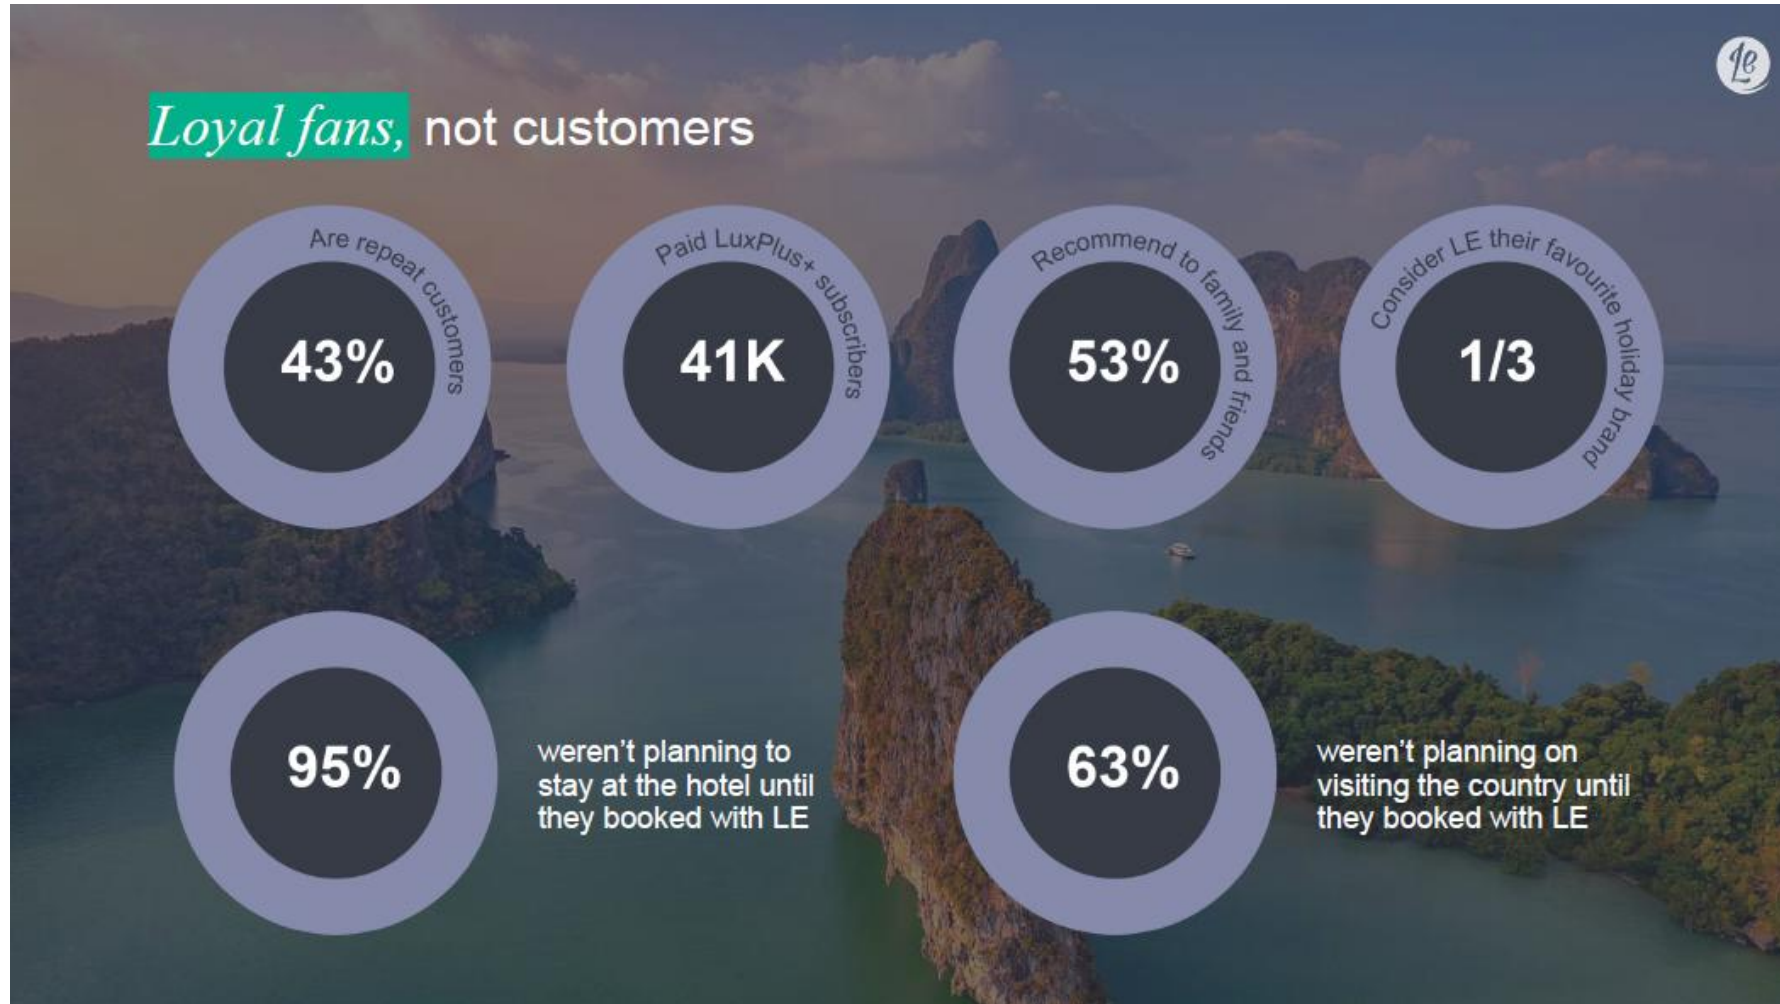 Le
Loyal fans, not customers
Are repeat customers
43%
Paid LuxPlus+ subscribers
41K
Recommend to family and friends
53%
Consider LE their favourite holiday brand
1/3
95%
weren't planning to
stay at the hotel until
they booked with LE
63%
weren't planning on
visiting the country until
they booked with LE